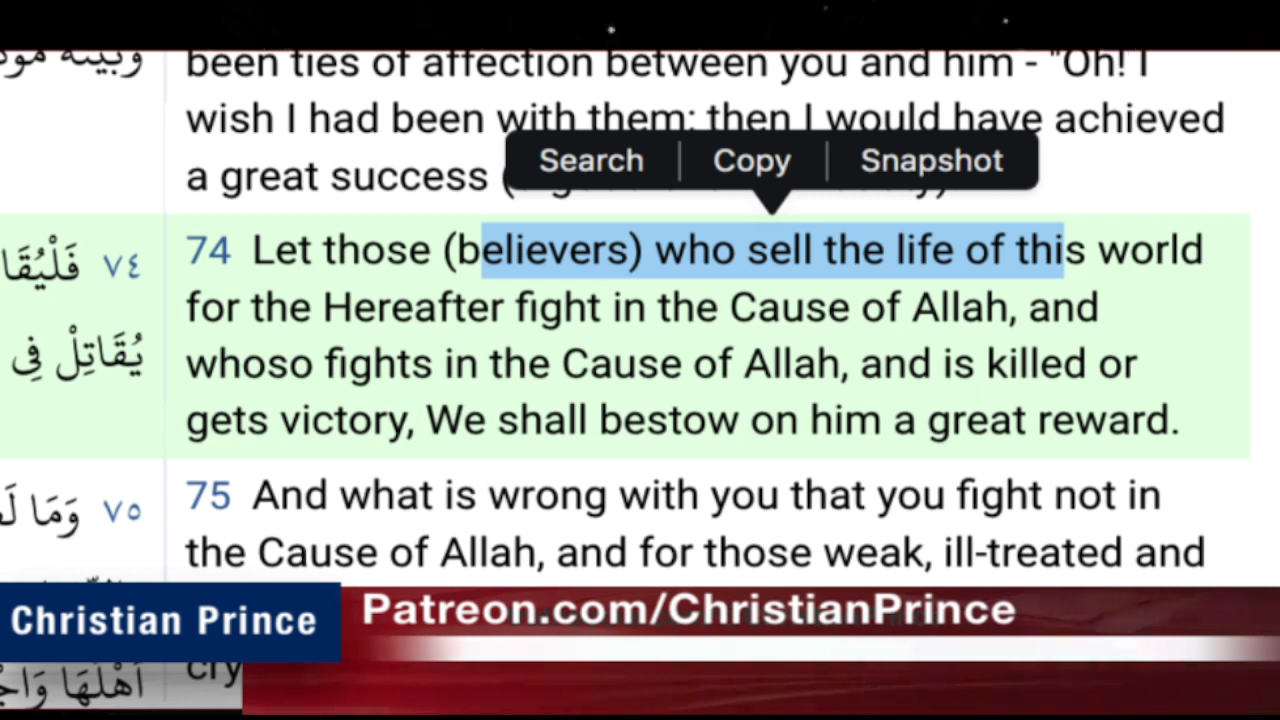 been ties of affection between you and him - "Oh! I
wish I had been with them; then I would have achieved
a great success
Search
Copy
Snapshot
74 Let those (believers) who sell the life of this world
for the Hereafter fight in the Cause of Allah, and
whoso fights in the Cause of Allah, and is killed or
gets victory, We shall bestow on him a great reward.
٧٤
يُقَاتِلْ فِى
75 And what is wrong with you that you fight not in
the Cause of Allah, and for those weak, ill-treated and
٧٥ وَمَا
cry
Christian Prince
Patreon.com/ChristianPrince